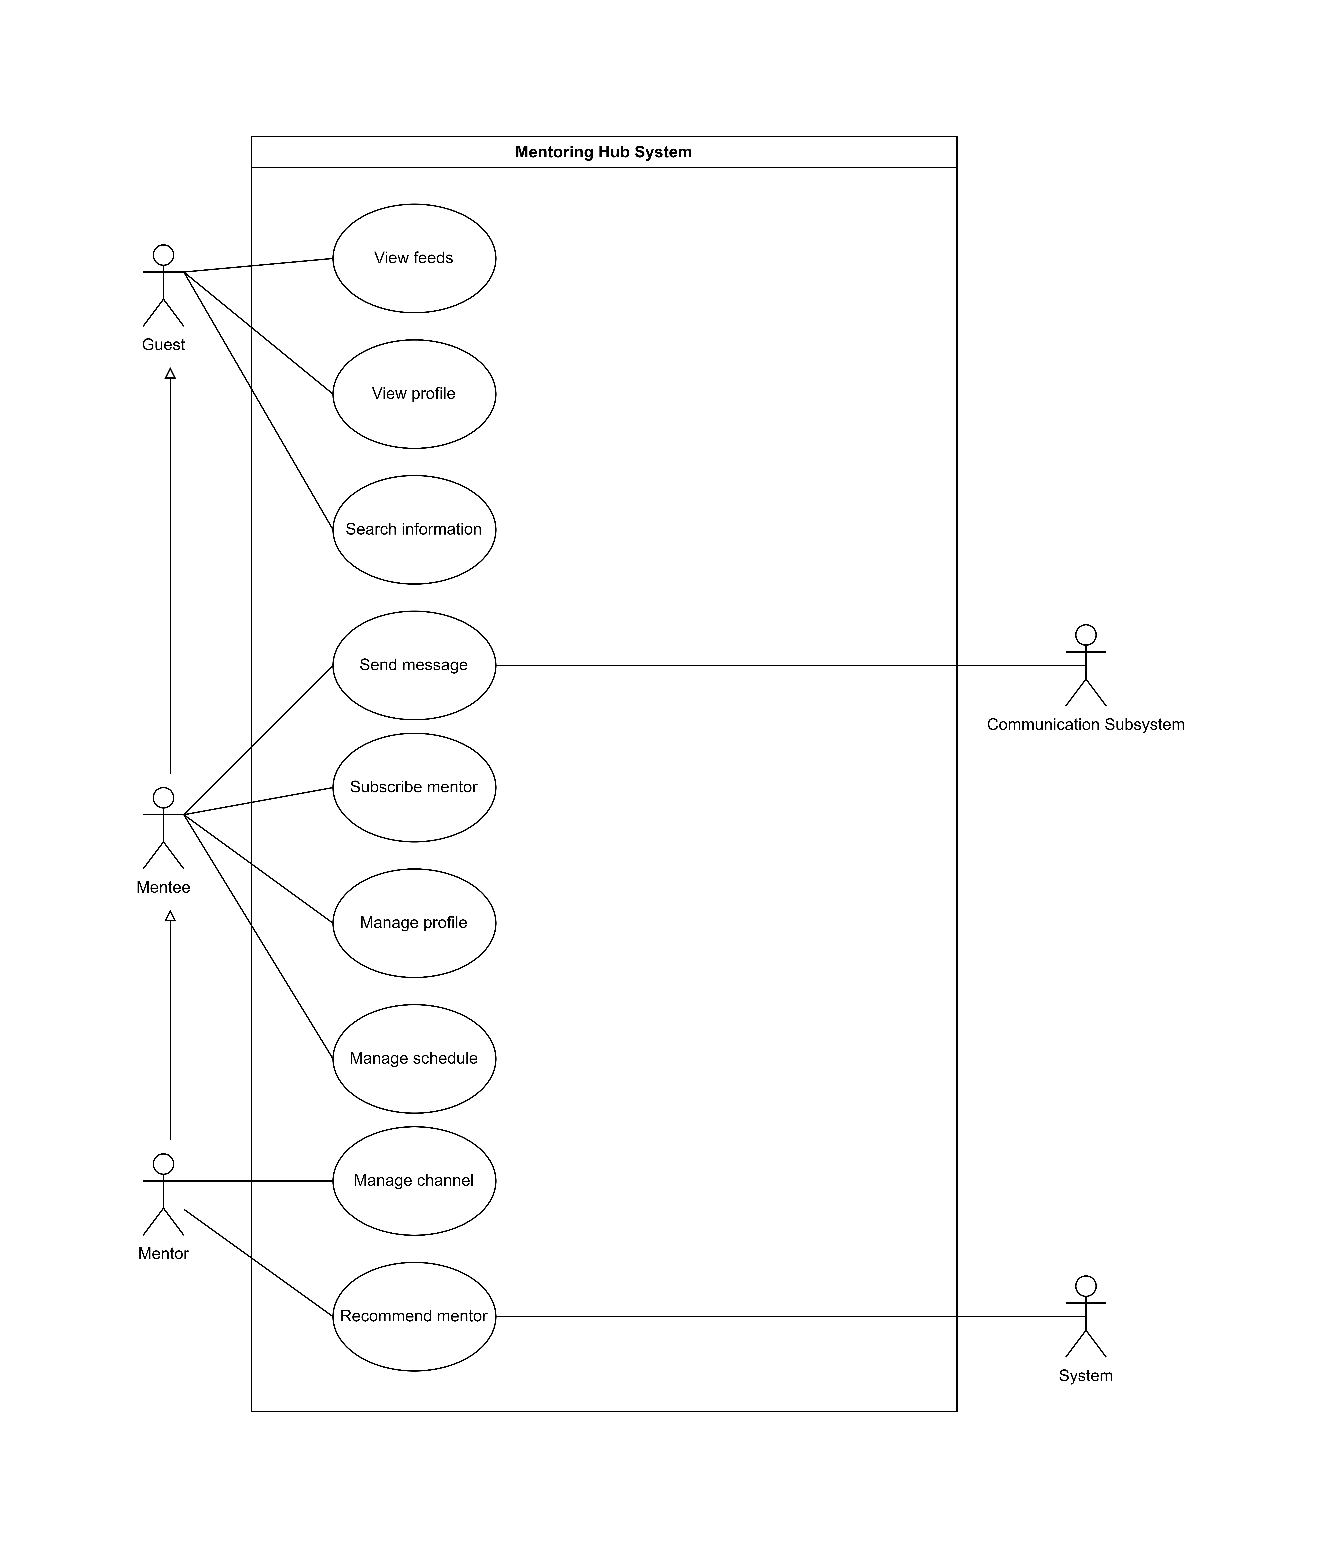 Mentoring Hub System
View feeds
Guest
View profile
Search information
Send message
Communication Subsystem
Subscribe mentor
Mentee
Manage profile
Manage schedule
Manage channel
Mentor
Recommend mentor
System